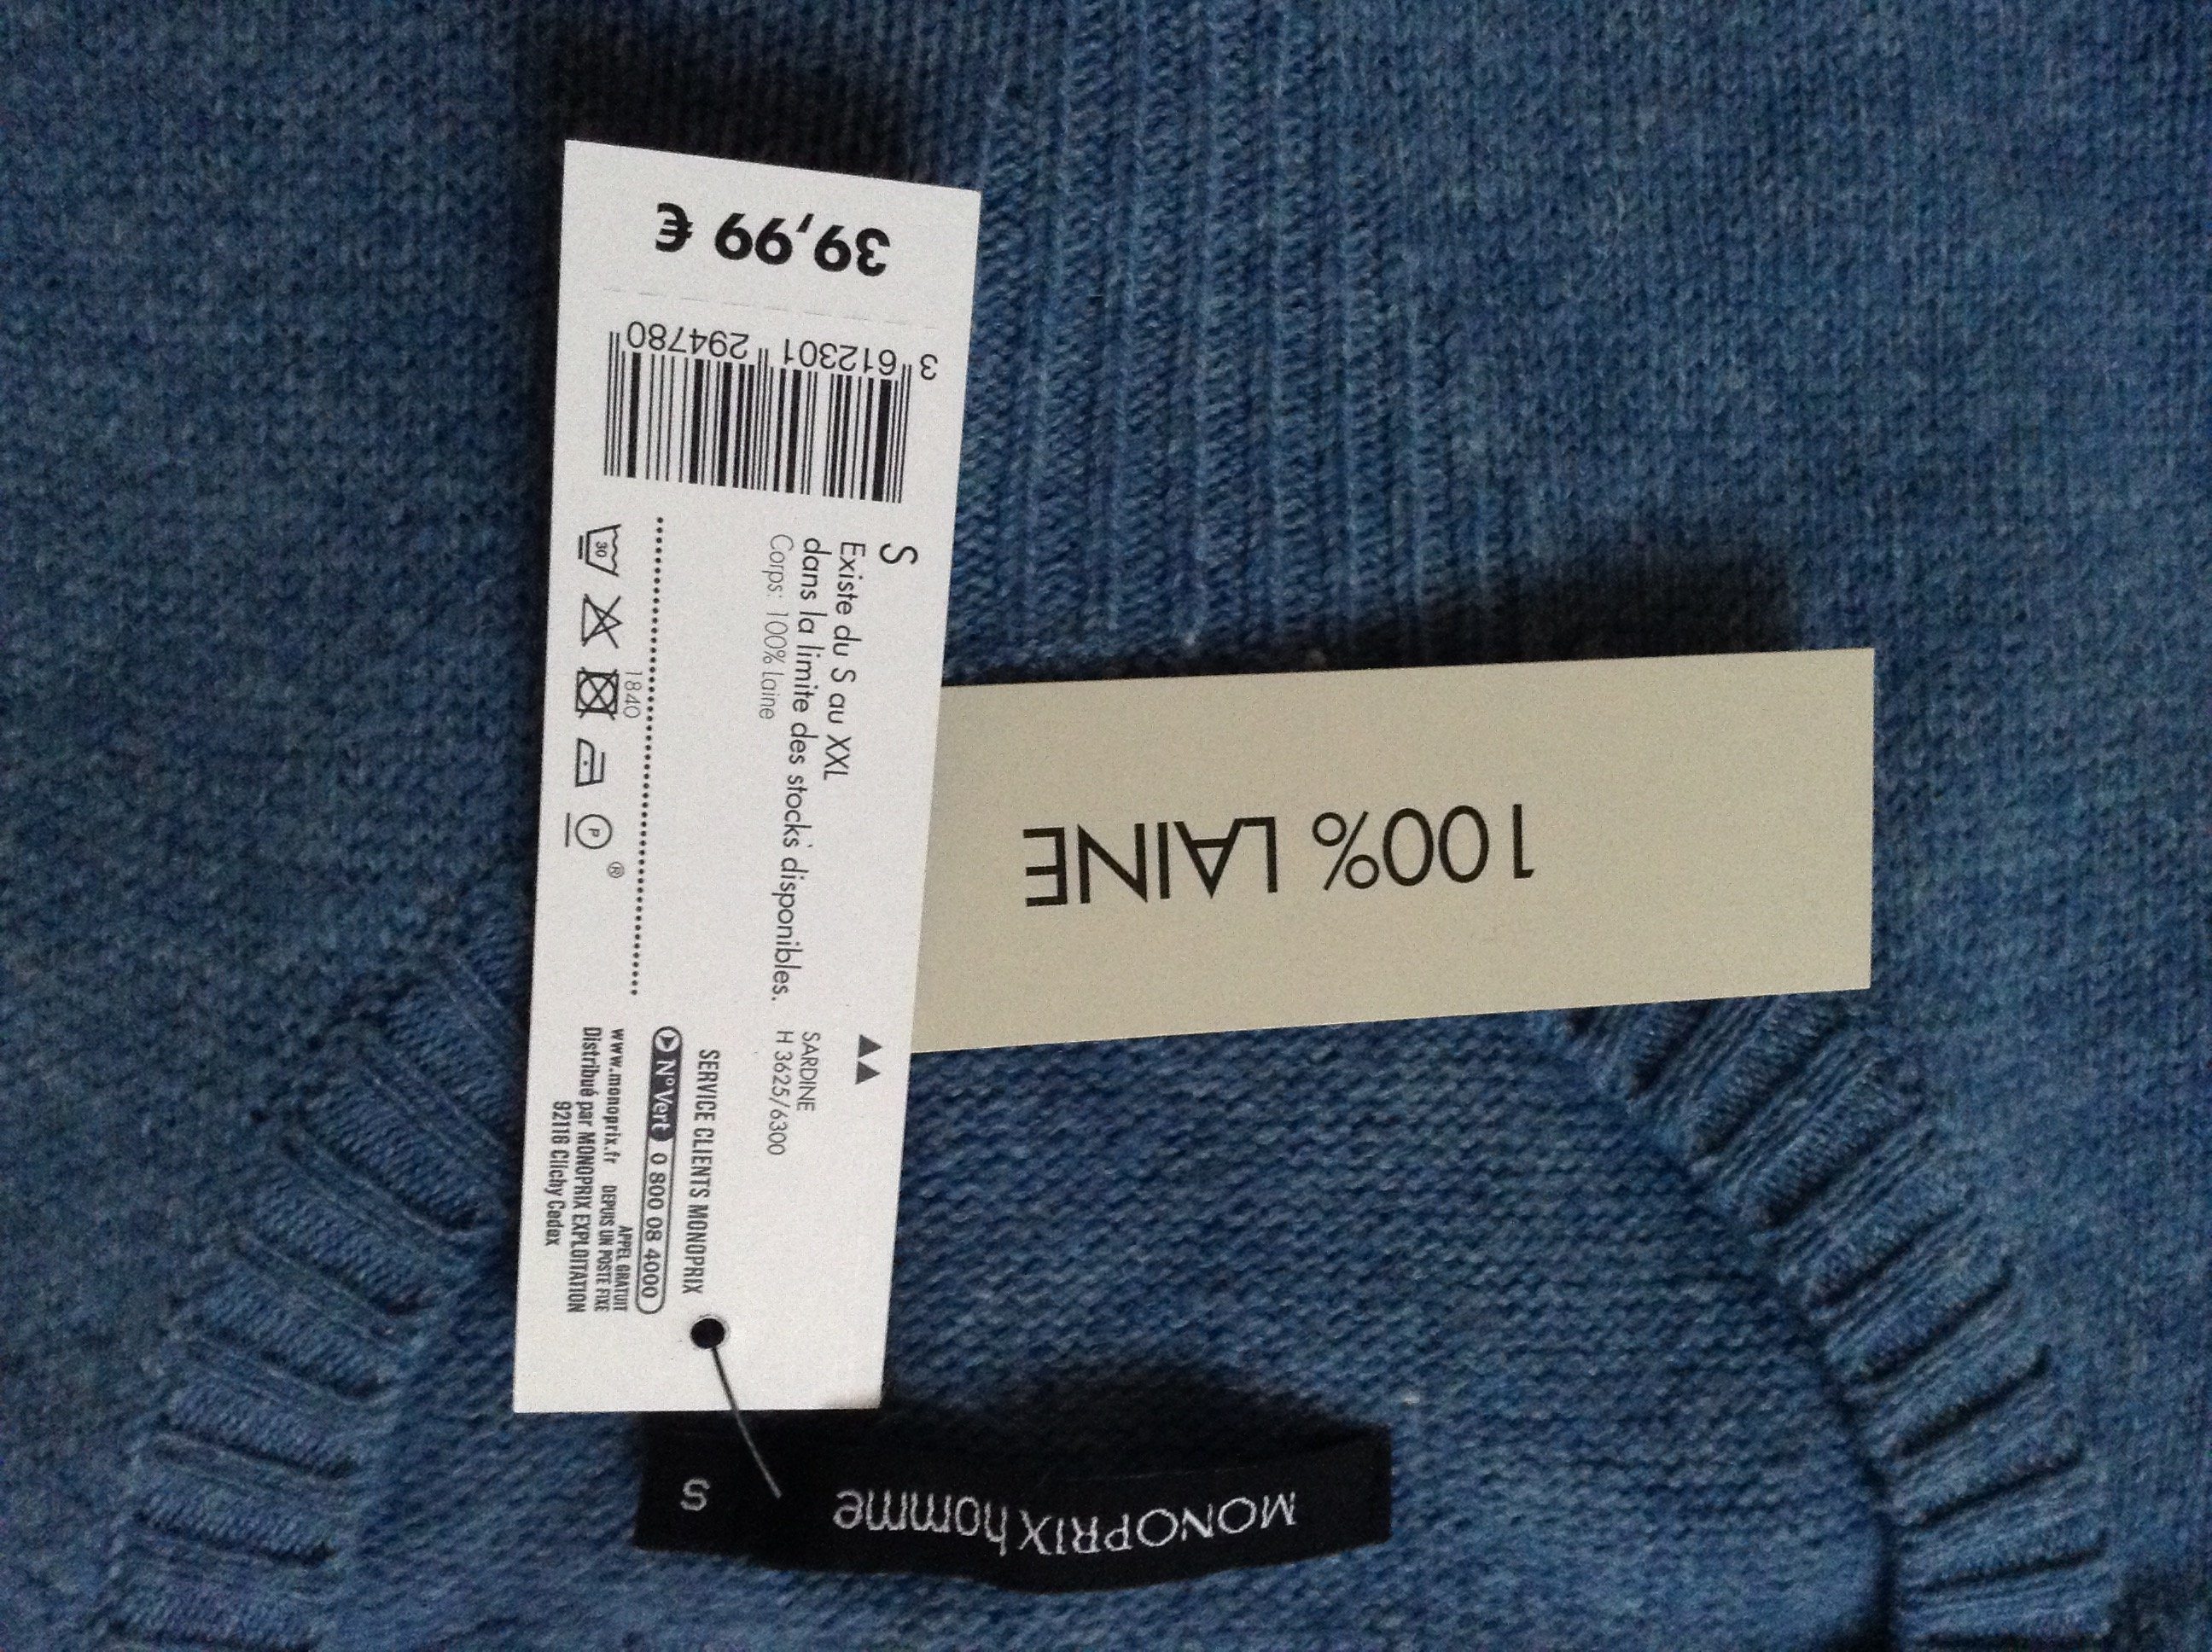 39,99 €
3 612301 294780
S
Existe du S au XXL
dans la limite des stocks disponibles.
Corps: 100% Laine
1840
30
P
®
SARDINE
H 3625/6300
SERVICE CLIENTS MONOPRIX
N° Vert 0 800 08 4000
APPEL GRATUIT
www.monoprix.fr DEPUIS UN POSTE FIXE
Distribué par MONOPRIX EXPLOITATION
92116 Clichy Cedex
100% LAINE
MONOPRIX homme S